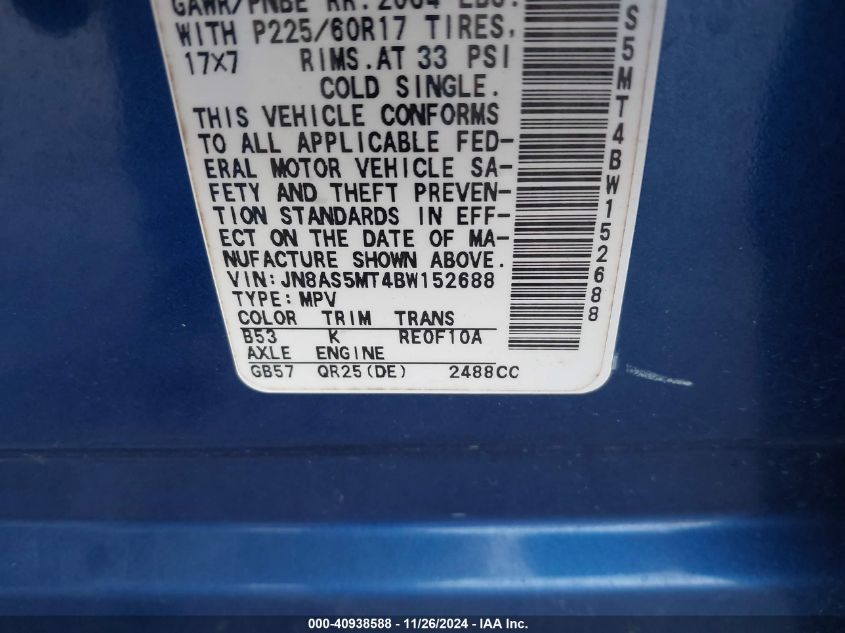 GAWR/PNBE RR.2004 LBS.
WITH P225/60R17 TIRES,
17X7 RIMS.AT 33 PSI
COLD SINGLE.
THIS VEHICLE CONFORMS
TO ALL APPLICABLE FED-
ERAL MOTOR VEHICLE SA-
FETY AND THEFT PREVEN-
TION STANDARDS IN EFF-
ECT ON THE DATE OF MA-
NUFACTURE SHOWN ABOVE.
VIN:JN8AS5MT4BW152688
TYPE:MPV
COLOR TRIM TRANS
B53 K RE0F10A
AXLE ENGINE
GB57 QR25(DE) 2488CC
S5MT4BW152688
000-40938588 - 11/26/2024 - IAA Inc.